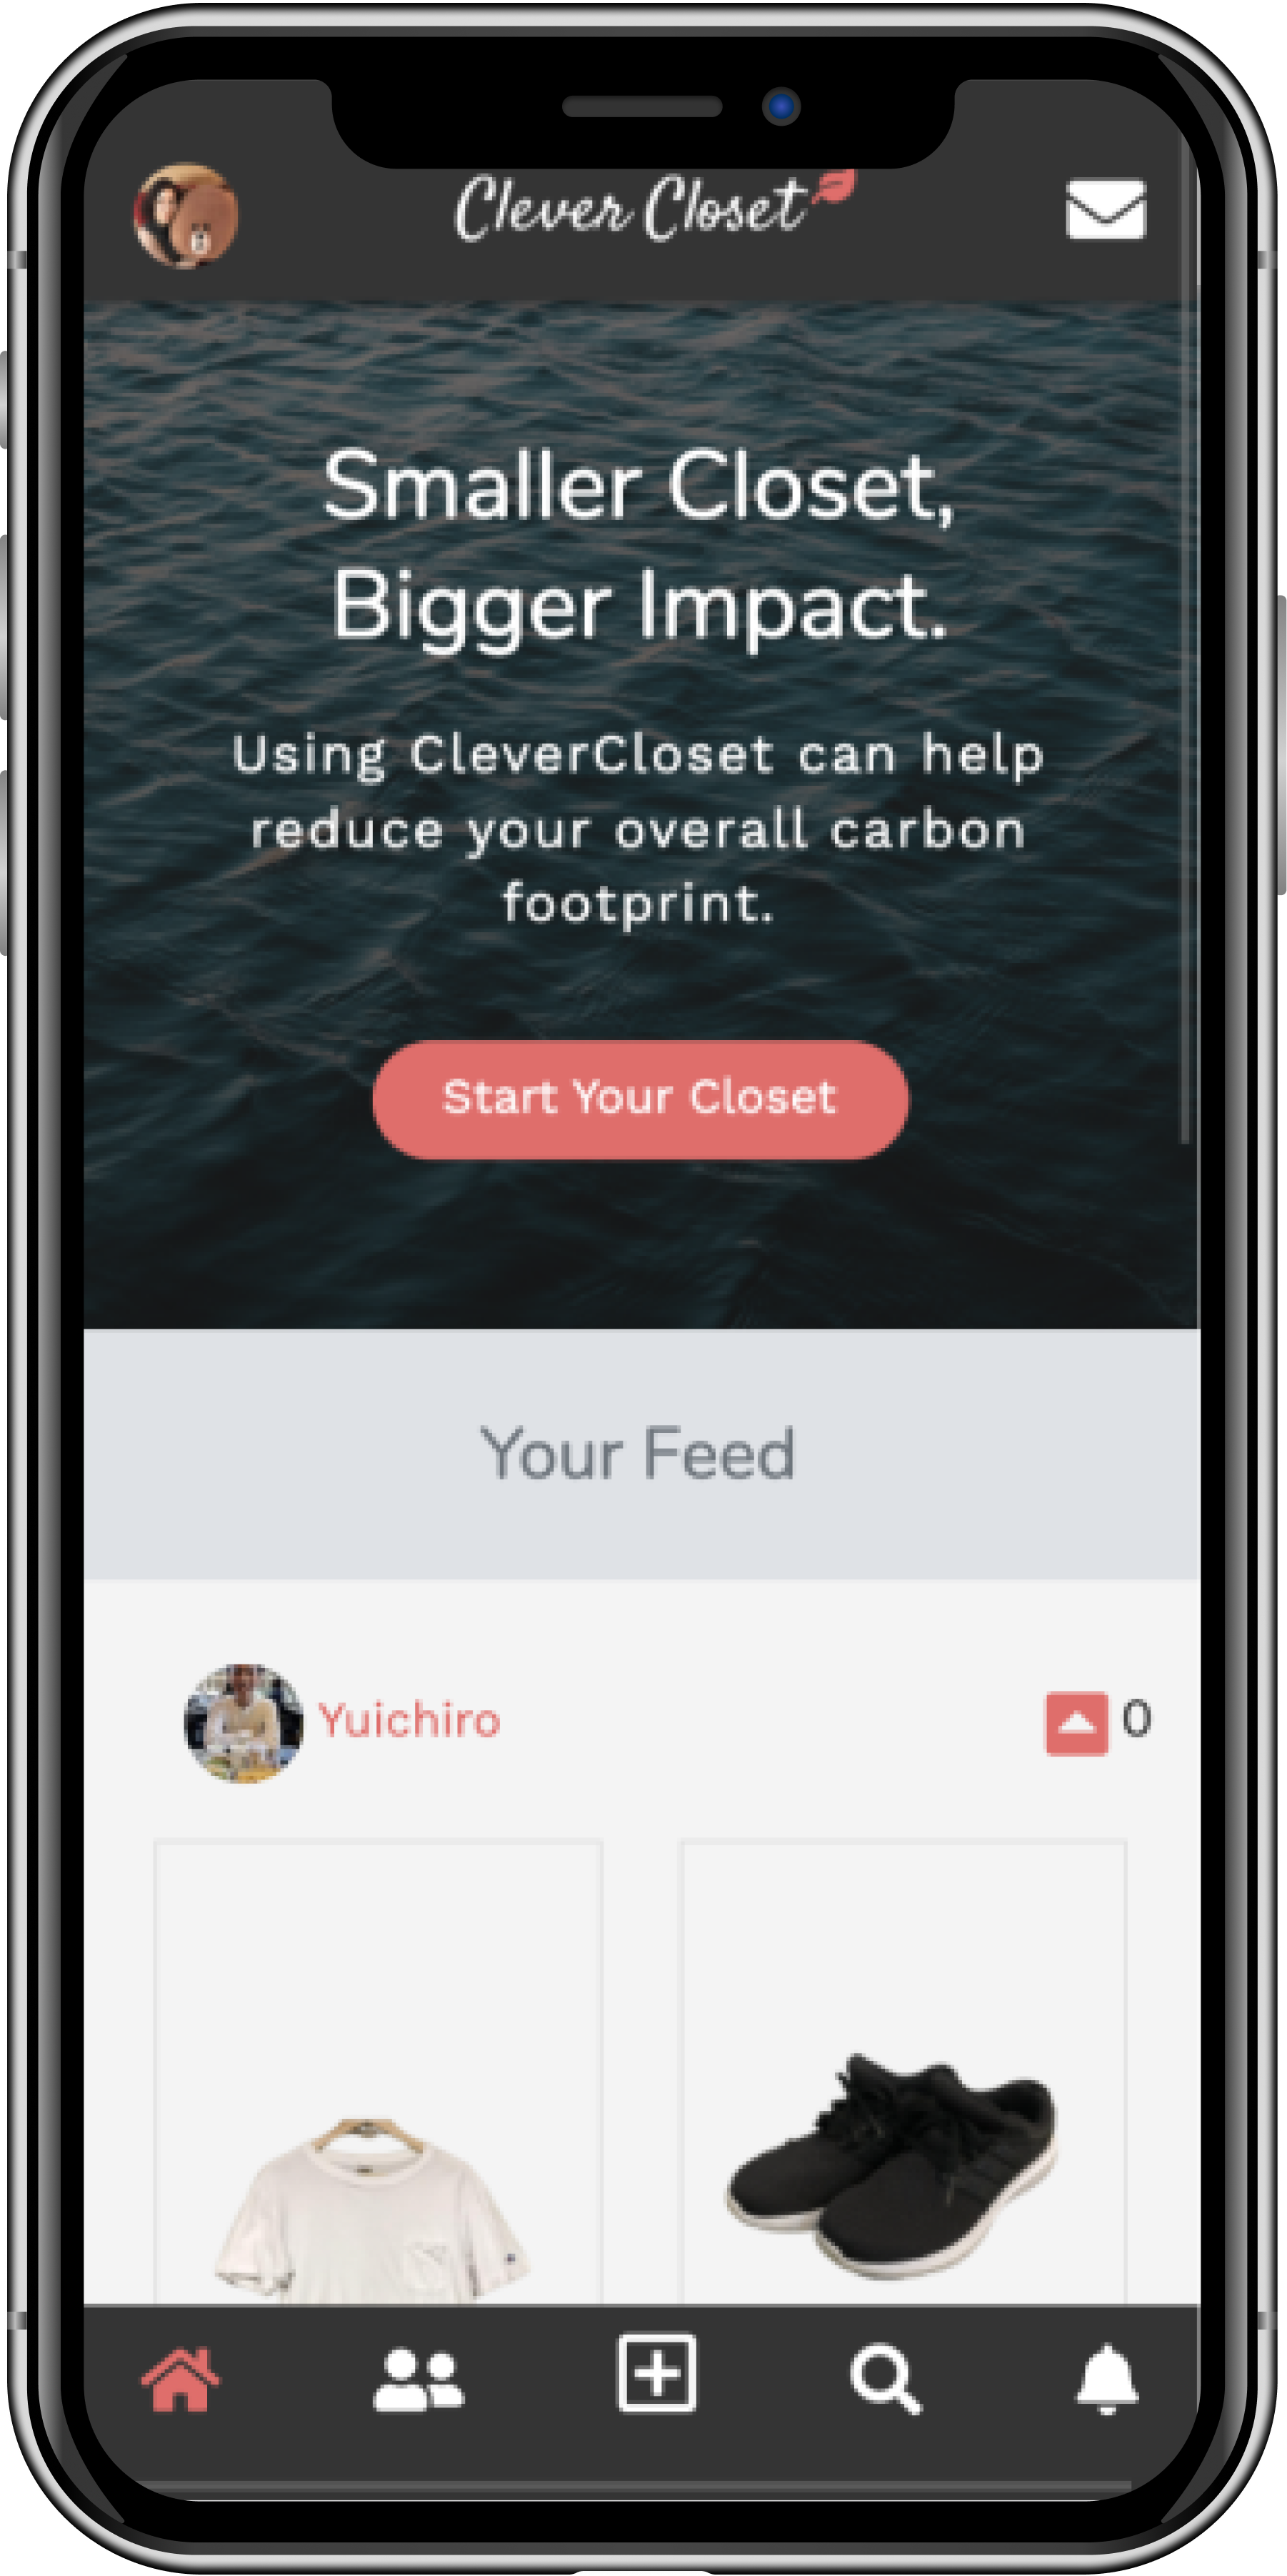 Clever Closet
Smaller Closet,
Bigger Impact.
Using CleverCloset can help
reduce your overall carbon
footprint.
Start Your Closet
Your Feed
Yuichiro
0